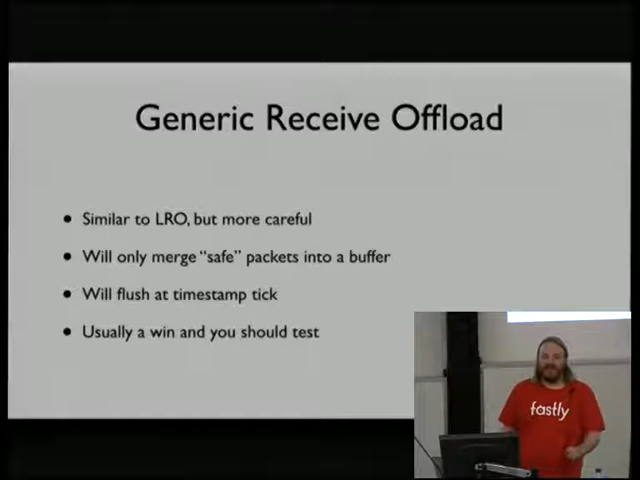 Generic Receive Offload
• Similar to LRO, but more careful
• Will only merge “safe” packets into a buffer
• Will flush at timestamp tick
• Usually a win and you should test
fastly